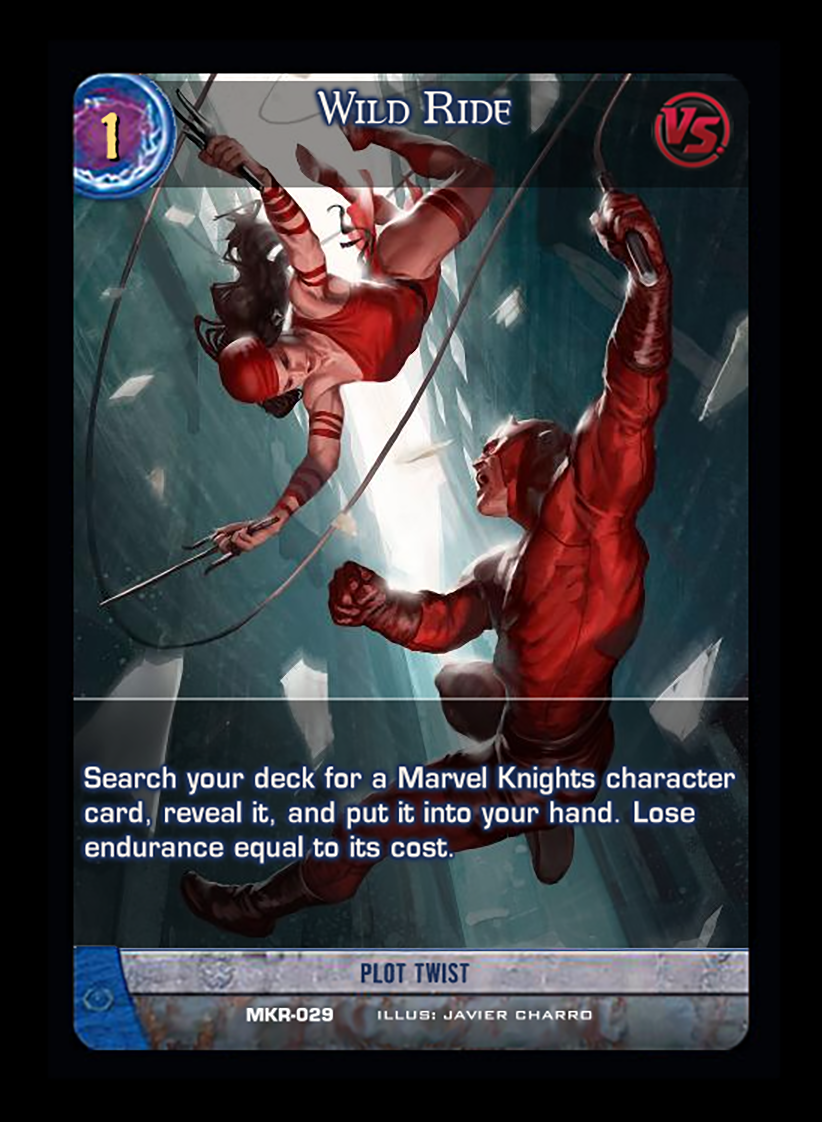 1
WILD RIDE
VS.
Search your deck for a Marvel Knights character
card, reveal it, and put it into your hand. Lose
endurance equal to its cost.
PLOT TWIST
MKR-029 ILLUS: JAVIER CHARRO